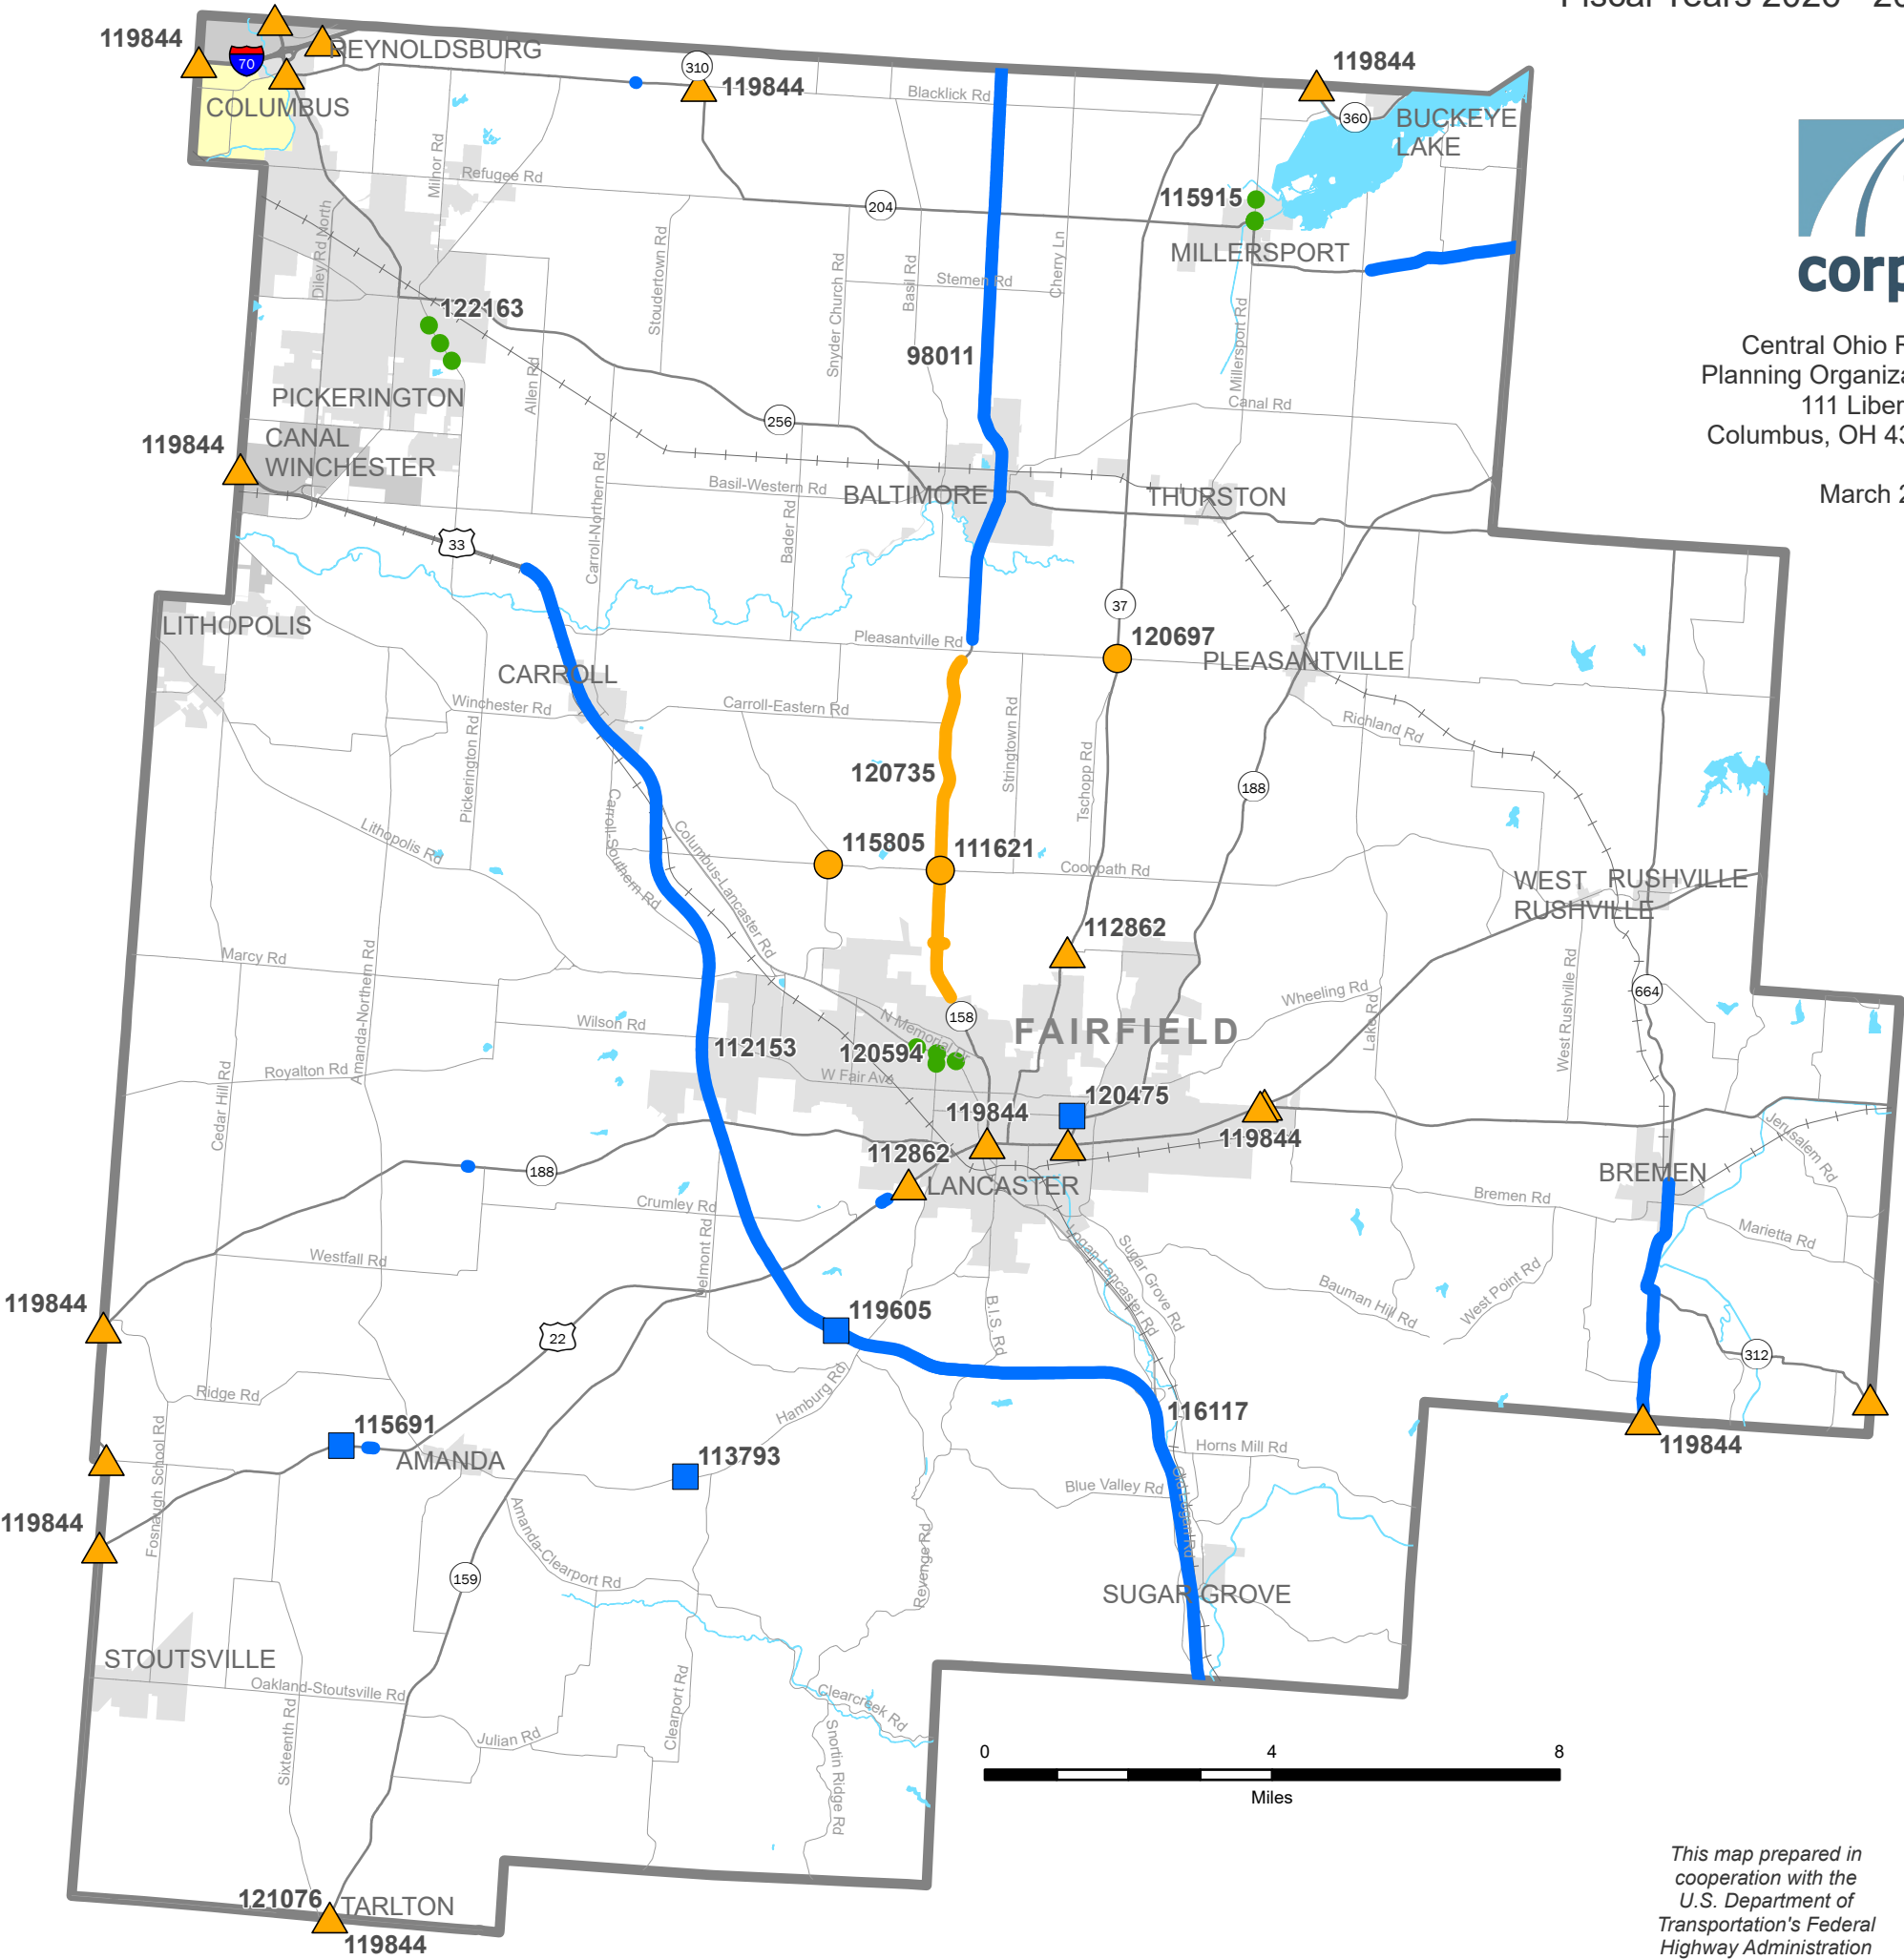 119844
70
REYNOLDSBURG
COLUMBUS
310
119844
Blacklick Rd
119844
360
BUCKEYE
LAKE
Milnor Rd
Refugee Rd
204
115915
MILLERSPORT
Diley Rd North
Stoudertown Rd
Snyder Church Rd
Basil Rd
Stemen Rd
Cherry Ln
Millersport Rd
122163
98011
Allen Rd
PICKERINGTON
256
Canal Rd
119844
CANAL
WINCHESTER
Carroll-Northern Rd
Basil-Western Rd
BALTIMORE
THURSTON
Bader Rd
33
37
LITHOPOLIS
Pleasantville Rd
120697
PLEASANTVILLE
CARROLL
Winchester Rd
Carroll-Eastern Rd
Stringtown Rd
Tschopp Rd
Richland Rd
Pickerington Rd
120735
188
Lithopolis Rd
Carroll-Southern Rd
Columbus-Lancaster Rd
115805
111621
Coonpath Rd
WEST
RUSHVILLE
RUSHVILLE
112862
Marcy Rd
Amanda-Northern Rd
Wheeling Rd
Lake Rd
West Rushville Rd
664
158
N Memorial Dr
FAIRFIELD
Wilson Rd
112153
120594
W Fair Ave
Royalton Rd
Cedar Hill Rd
120475
119844
119844
Jerusalem Rd
112862
LANCASTER
BREMEN
188
Crumley Rd
Bremen Rd
Marietta Rd
Westfall Rd
Delmont Rd
Logan-Lancaster Rd
Sugar Grove Rd
Bauman Hill Rd
West Point Rd
119844
22
119605
B.I.S. Rd
312
Ridge Rd
Hamburg Rd
Fosnaugh School Rd
115691
AMANDA
113793
116117
Horns Mill Rd
119844
Blue Valley Rd
Old Logan Rd
119844
Amanda-Clearport Rd
Revenge Rd
159
SUGAR GROVE
STOUTSVILLE
Oakland-Stoutsville Rd
Sixteenth Rd
Clearport Rd
Clearcreek Rd
Julian Rd
Snortin Ridge Rd
0 4 8
Miles
121076
TARLTON
119844
corp
Central Ohio
Planning
111
Columbus, OH
March
This map prepared in
cooperation with the
U.S. Department of
Transportation's Federal
Highway Administration